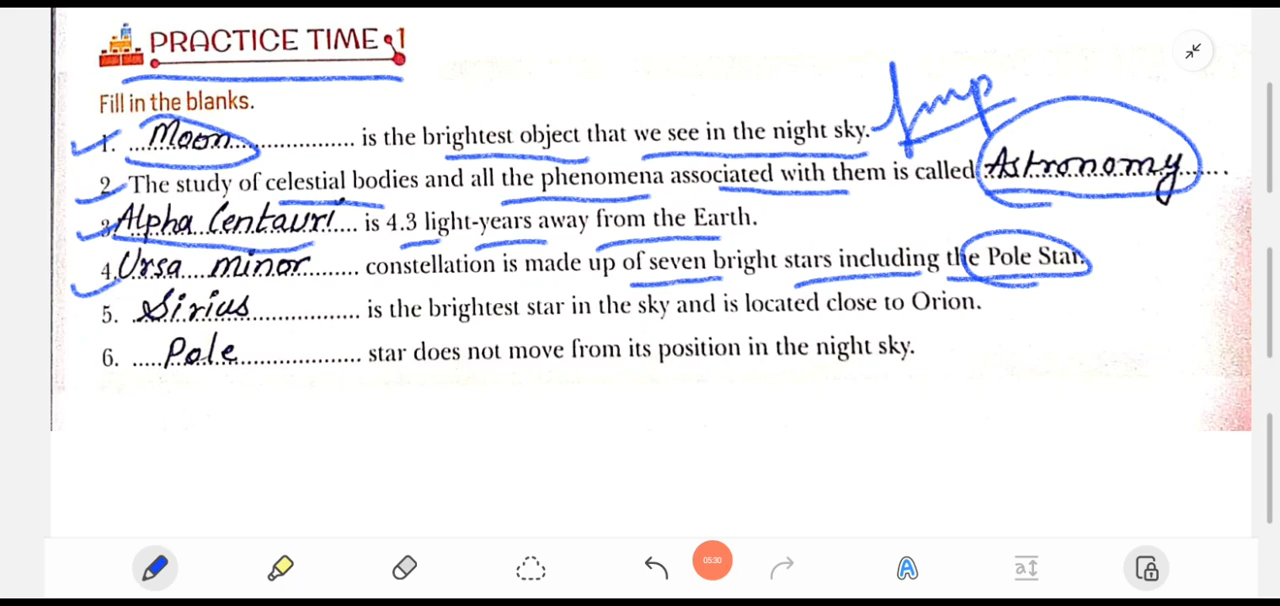 PRACTICE TIME 1
Fill in the blanks.
Imp
1. Moon is the brightest object that we see in the night sky.
2. The study of celestial bodies and all the phenomena associated with them is called Astronomy
3. Alpha Centauri is 4.3 light-years away from the Earth.
4. Ursa minor constellation is made up of seven bright stars including the Pole Star.
5. Sirius is the brightest star in the sky and is located close to Orion.
6. Pole star does not move from its position in the night sky.
05:30
A
a